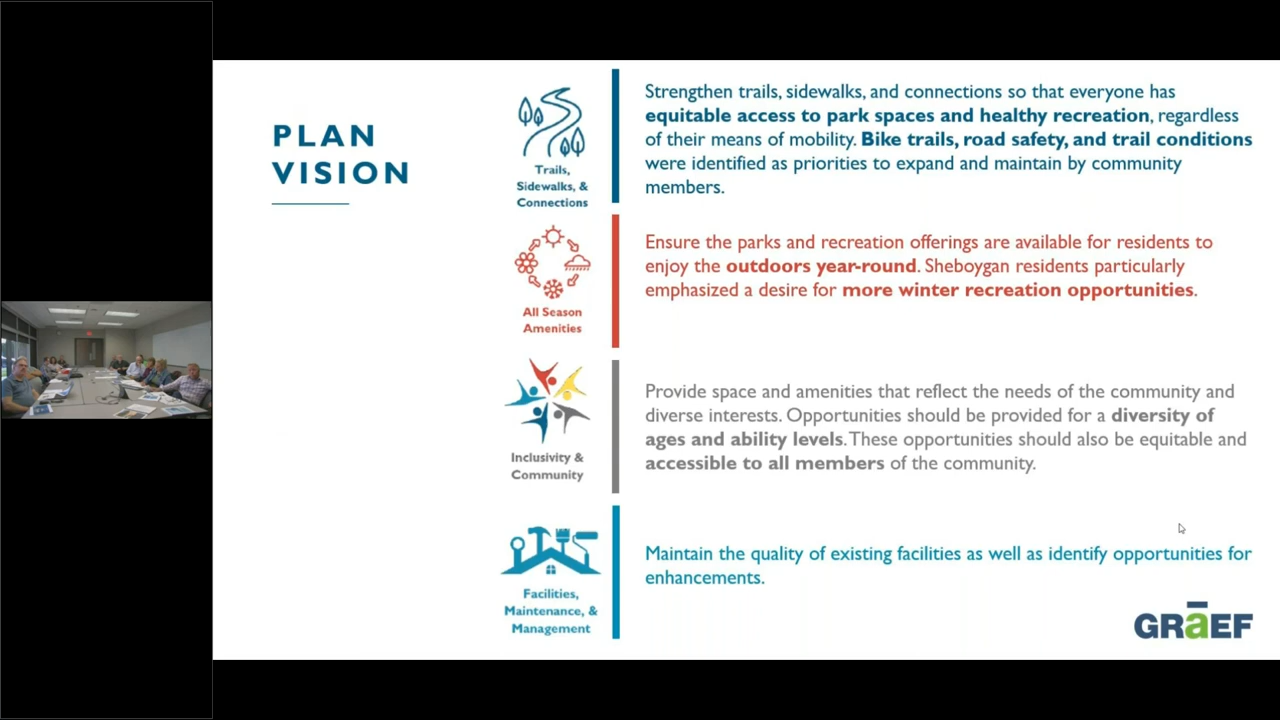 PLAN
VISION
Trails,
Sidewalks, &
Connections
Strengthen trails, sidewalks, and connections so that everyone has
equitable access to park spaces and healthy recreation, regardless
of their means of mobility. Bike trails, road safety, and trail conditions
were identified as priorities to expand and maintain by community
members.
All Season
Amenities
Ensure the parks and recreation offerings are available for residents to
enjoy the outdoors year-round. Sheboygan residents particularly
emphasized a desire for more winter recreation opportunities.
Inclusivity &
Community
Provide space and amenities that reflect the needs of the community and
diverse interests. Opportunities should be provided for a diversity of
ages and ability levels. These opportunities should also be equitable and
accessible to all members of the community.
Facilities,
Maintenance, &
Management
Maintain the quality of existing facilities as well as identify opportunities for
enhancements.
GRāEF